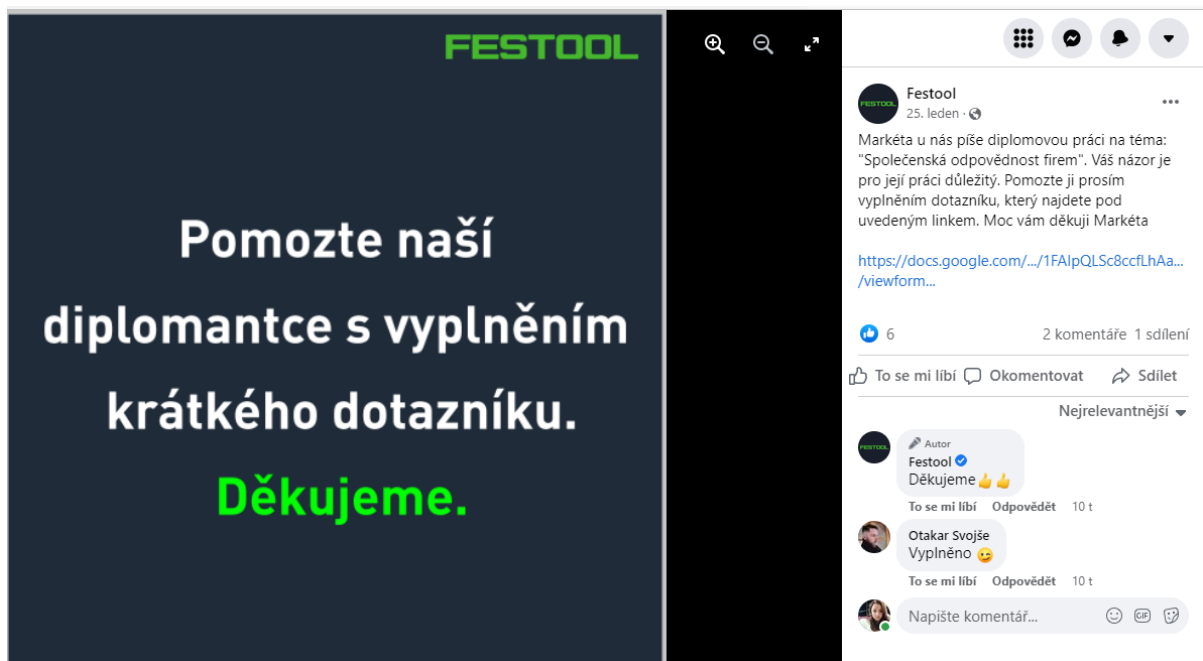 FESTOOL
Pomozte naší
diplomantce s vyplněním
krátkého dotazníku.
Děkujeme.
FESTOOL
Festool
25. leden ·
Markéta u nás píše diplomovou práci na téma:
"Společenská odpovědnost firem". Váš názor je
pro její práci důležitý. Pomozte ji prosím
vyplněním dotazníku, který najdete pod
uvedeným linkem. Moc vám děkuji Markéta
https://docs.google.com/.../1FAIpQLSc8ccfLhAa...
/viewform...
6
2 komentáře 1 sdílení
To se mi líbí Okomentovat Sdílet
Nejrelevantnější
FESTOOL
Autor
Festool
Děkujeme👍👍
To se mi líbí Odpovědět 10 t
Otakar Svojše
Vyplněno 😉
To se mi líbí Odpovědět 10 t
Napište komentář...
GIF